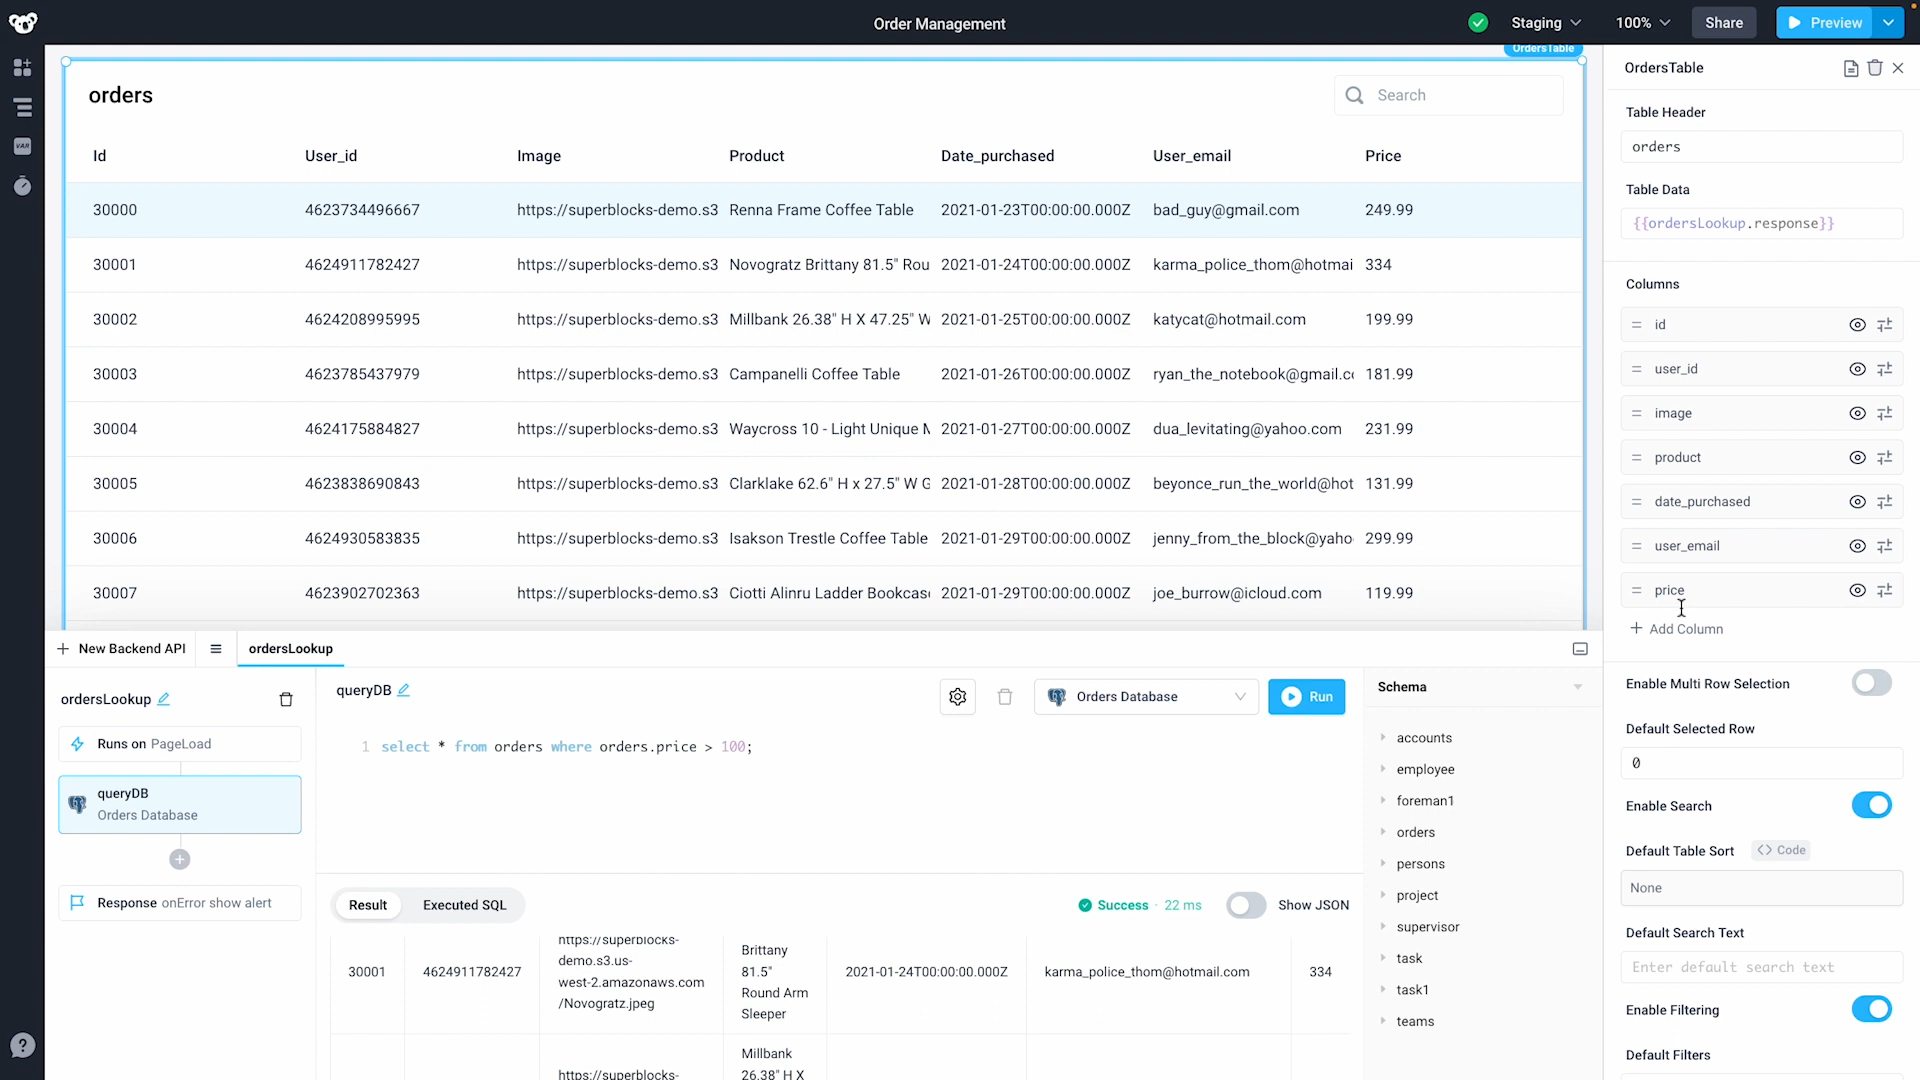 Order Management
Staging
100%
Share
Preview
VAR
OrdersTable
orders
Search
Id User_id Image Product Date_purchased User_email Price
30000 4623734496667 https://superblocks-demo.s3 Renna Frame Coffee Table 2021-01-23T00:00:00.000Z bad_guy@gmail.com 249.99
30001 4624911782427 https://superblocks-demo.s3 Novogratz Brittany 81.5" Rou 2021-01-24T00:00:00.000Z karma_police_thom@hotmai 334
30002 4624208995995 https://superblocks-demo.s3 Millbank 26.38" H X 47.25" W 2021-01-25T00:00:00.000Z katycat@hotmail.com 199.99
30003 4623785437979 https://superblocks-demo.s3 Campanelli Coffee Table 2021-01-26T00:00:00.000Z ryan_the_notebook@gmail.c 181.99
30004 4624175884827 https://superblocks-demo.s3 Waycross 10 - Light Unique 2021-01-27T00:00:00.000Z dua_levitating@yahoo.com 231.99
30005 4623838690843 https://superblocks-demo.s3 Clarklake 62.6" H x 27.5" W G 2021-01-28T00:00:00.000Z beyonce_run_the_world@hot 131.99
30006 4624930583835 https://superblocks-demo.s3 Isakson Trestle Coffee Table 2021-01-29T00:00:00.000Z jenny_from_the_block@yaho 299.99
30007 4623902702363 https://superblocks-demo.s3 Ciotti Alinru Ladder Bookcas 2021-01-29T00:00:00.000Z joe_burrow@icloud.com 119.99
+ New Backend API
ordersLookup
ordersLookup
Runs on PageLoad
queryDB
Orders Database
Response onError show alert
queryDB
Orders Database
Run
1 select * from orders where orders.price > 100;
Result
Executed SQL
Success · 22 ms
Show JSON
https://superblocks-
demo.s3.us-
west-2.amazonaws.com
/Novogratz.jpeg
Brittany
81.5"
Round Arm
Sleeper
30001 4624911782427 2021-01-24T00:00:00.000Z karma_police_thom@hotmail.com 334
https://superblocks-
Millbank
26.38" H X
Schema
accounts
employee
foreman1
orders
persons
project
supervisor
task
task1
teams
OrdersTable
Table Header
orders
Table Data
{{ordersLookup.response}}
Columns
id
user_id
image
product
date_purchased
user_email
price
+ Add Column
Enable Multi Row Selection
Default Selected Row
0
Enable Search
Default Table Sort
<> Code
None
Default Search Text
Enter default search text
Enable Filtering
Default Filters
?